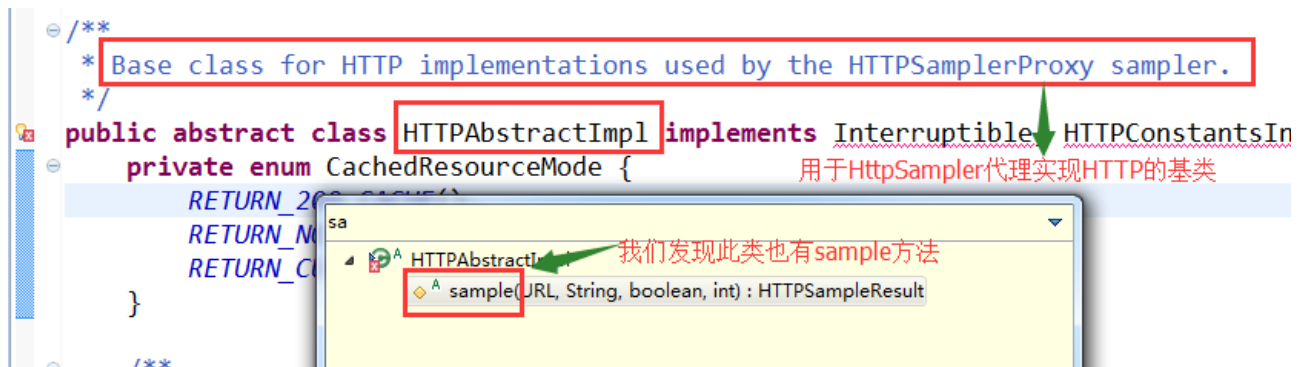 /**
* Base class for HTTP implementations used by the HTTPSamplerProxy sampler.
*/
public abstract class HTTPAbstractImpl implements Interruptible, HTTPConstantsIn
用于HttpSampler代理实现HTTP的基类
private enum CachedResourceMode {
RETURN_200_CACHE(),
sa
RETURN_N
HTTPAbstractImpl
我们发现此类也有sample方法
RETURN_CU
sample(URL, String, boolean, int) : HTTPSampleResult
}
/**